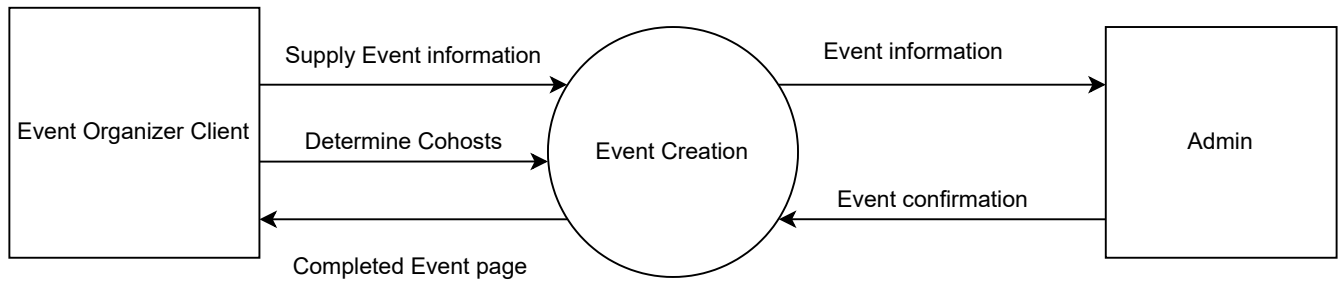 Event Organizer Client
Supply Event information
Determine Cohosts
Completed Event page
Event Creation
Event information
Event confirmation
Admin